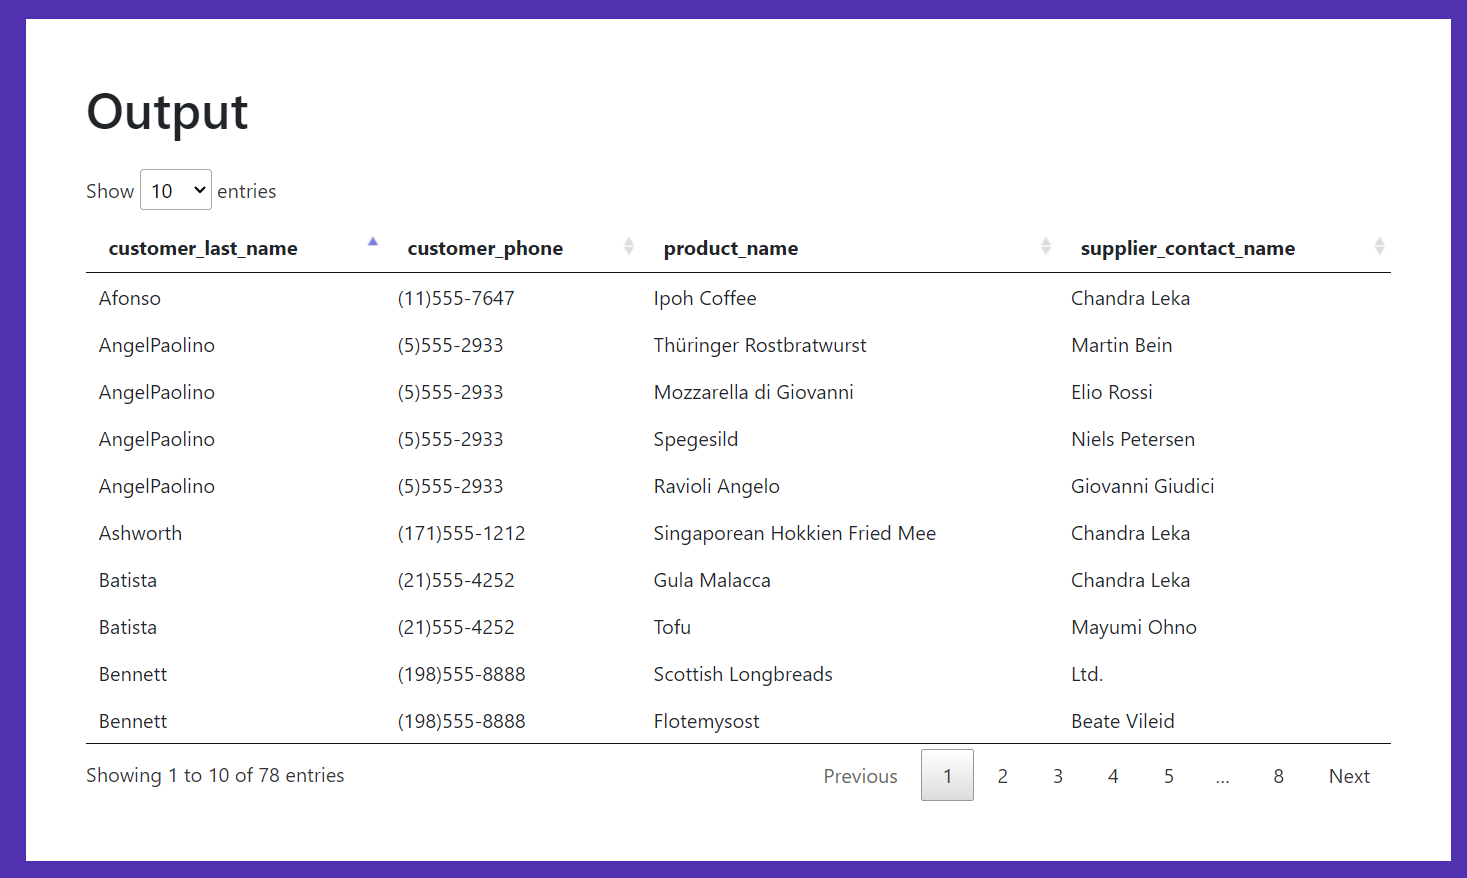 Output
Show 10 entries
customer_last_name customer_phone product_name supplier_contact_name
Afonso (11)555-7647 Ipoh Coffee Chandra Leka
AngelPaolino (5)555-2933 Thüringer Rostbratwurst Martin Bein
AngelPaolino (5)555-2933 Mozzarella di Giovanni Elio Rossi
AngelPaolino (5)555-2933 Spegesild Niels Petersen
AngelPaolino (5)555-2933 Ravioli Angelo Giovanni Giudici
Ashworth (171)555-1212 Singaporean Hokkien Fried Mee Chandra Leka
Batista (21)555-4252 Gula Malacca Chandra Leka
Batista (21)555-4252 Tofu Mayumi Ohno
Bennett (198)555-8888 Scottish Longbreads Ltd.
Bennett (198)555-8888 Flotemysost Beate Vileid
Showing 1 to 10 of 78 entries Previous 1 2 3 4 5 ... 8 Next